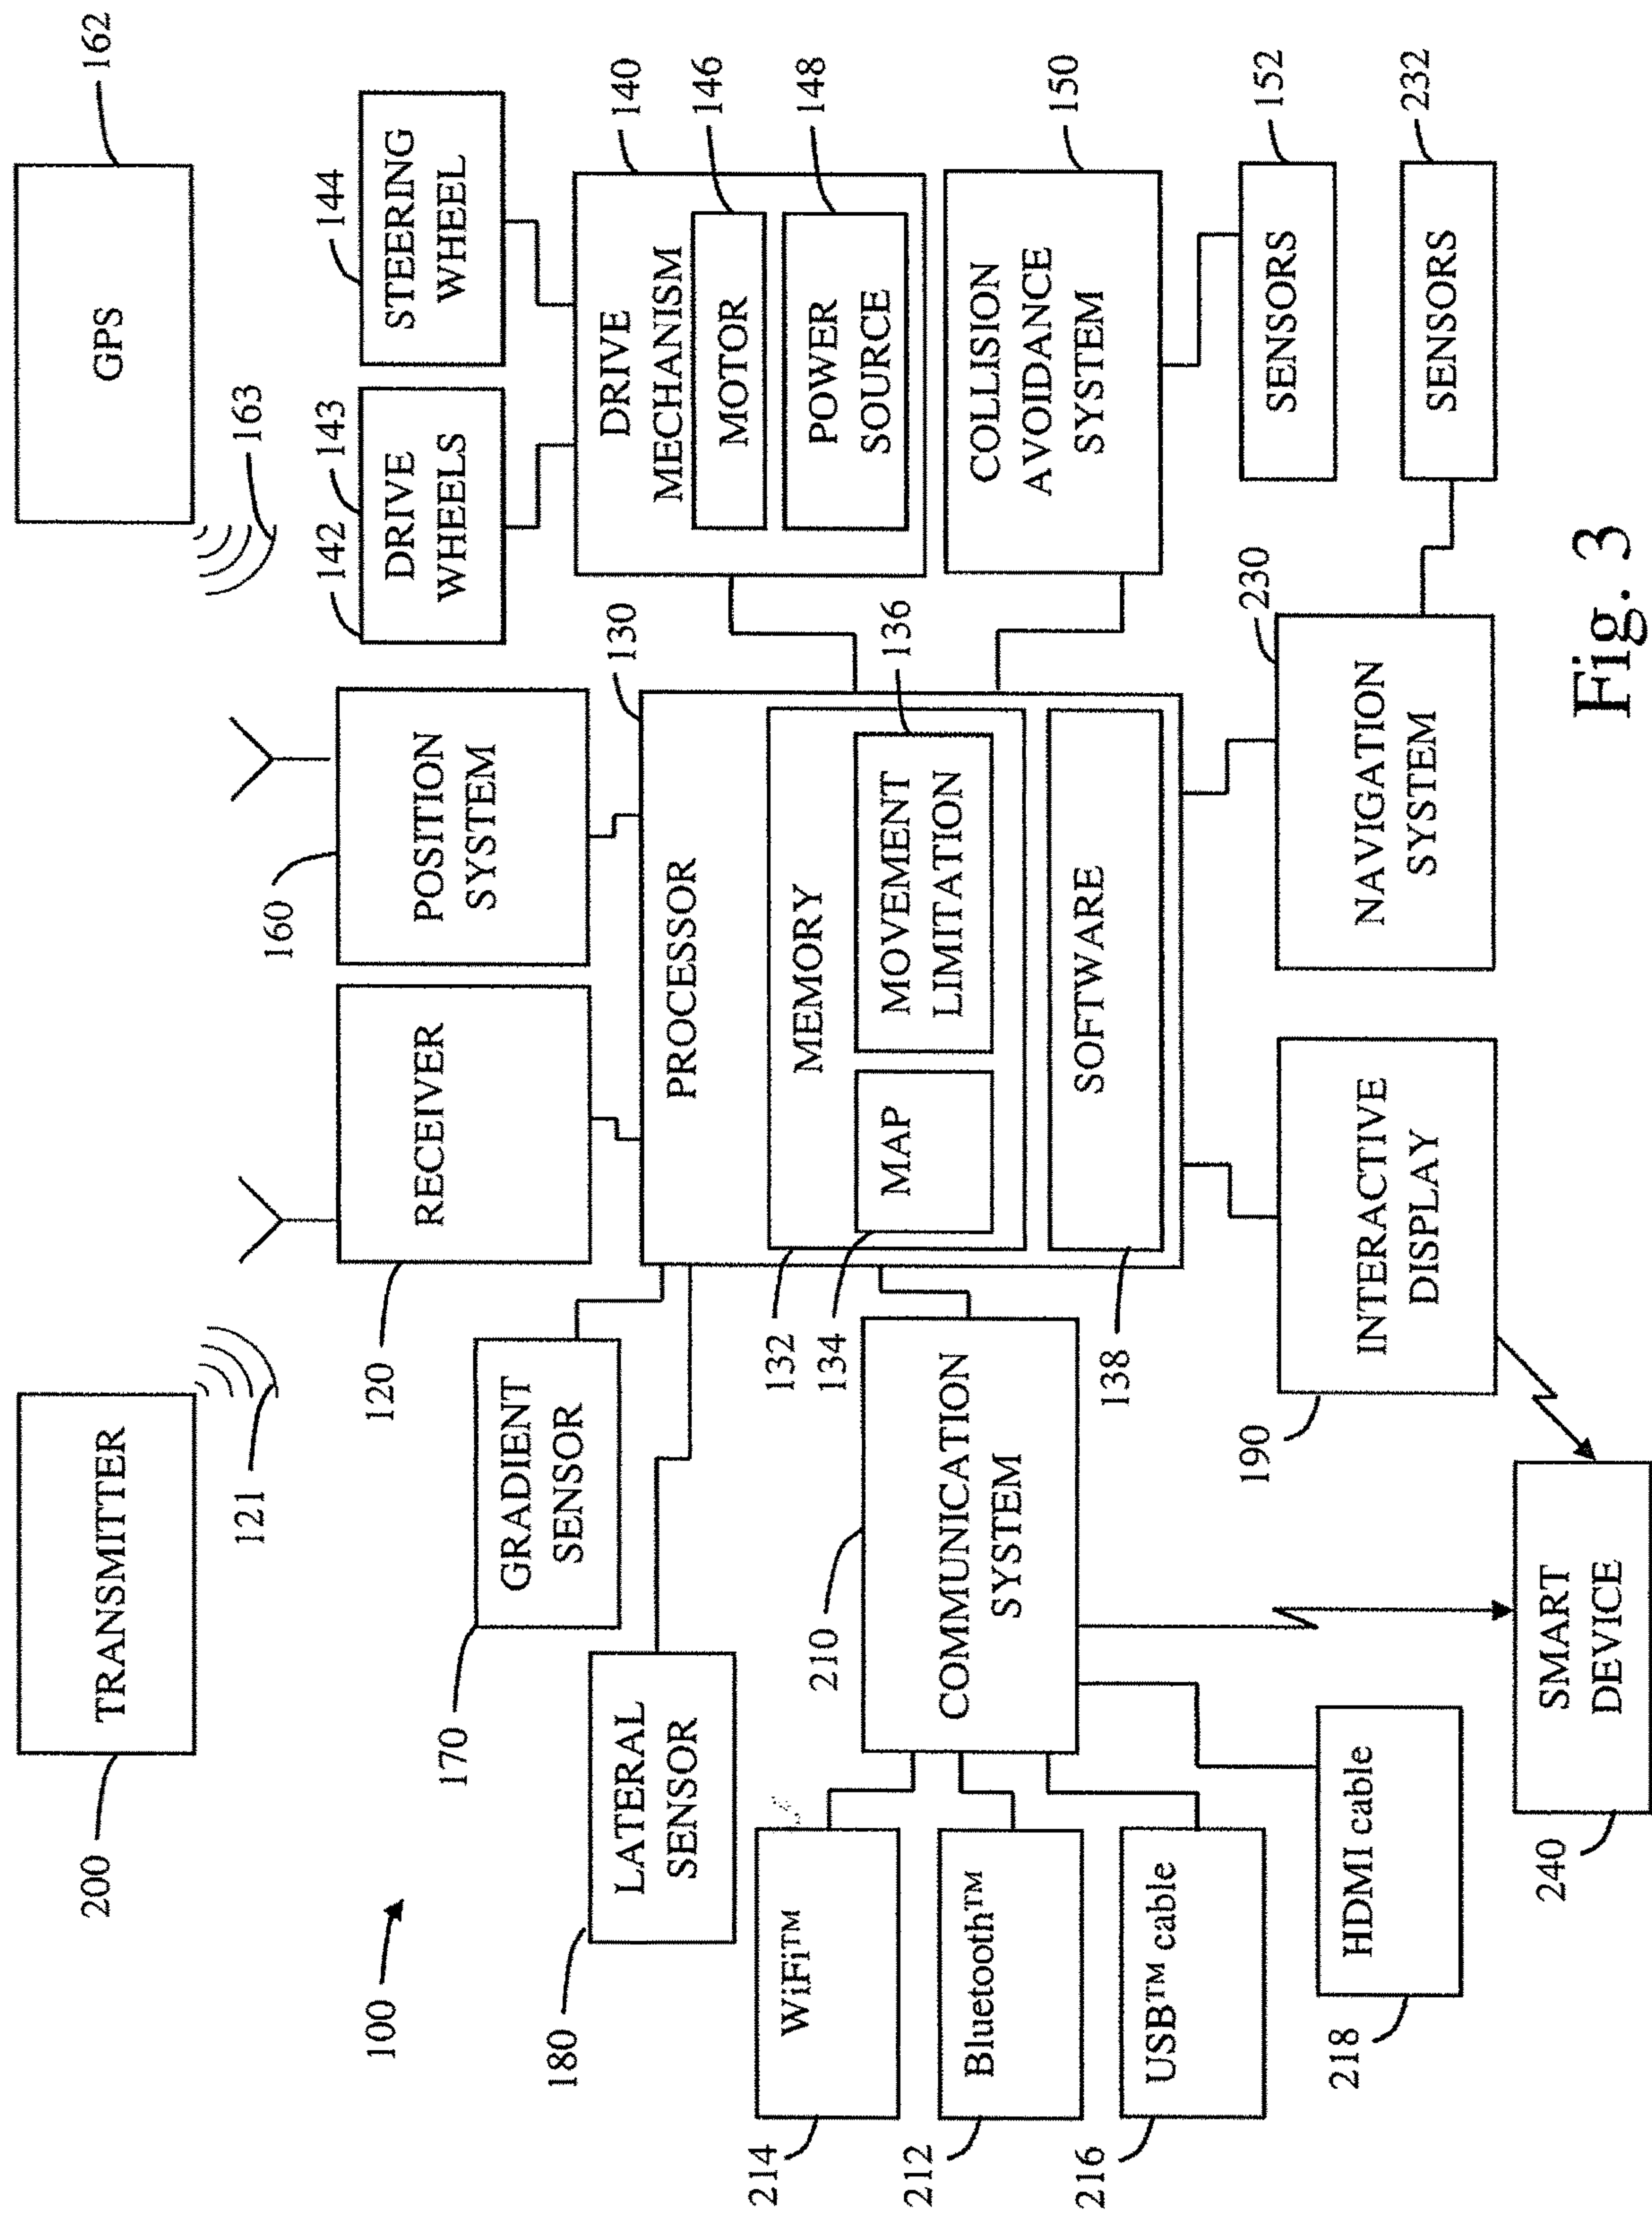 200
TRANSMITTER
121
GPS
162
163
100
120
RECEIVER
160
POSITION
SYSTEM
142
143
DRIVE
WHEELS
144
STEERING
WHEEL
170
GRADIENT
SENSOR
180
LATERAL
SENSOR
130
PROCESSOR
132
MEMORY
134
MAP
136
MOVEMENT
LIMITATION
138
SOFTWARE
140
DRIVE
MECHANISM
146
MOTOR
148
POWER
SOURCE
150
COLLISION
AVOIDANCE
SYSTEM
152
SENSORS
232
SENSORS
214
WiFi™
212
Bluetooth™
216
USB™ cable
218
HDMI cable
210
COMMUNICATION
SYSTEM
190
INTERACTIVE
DISPLAY
230
NAVIGATION
SYSTEM
240
SMART
DEVICE
Fig. 3